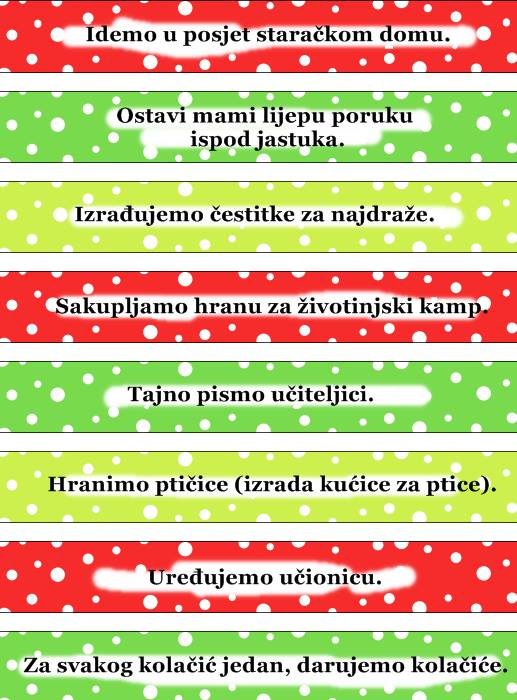 Idemo u posjet staračkom domu.
Ostavi mami lijepu poruku
ispod jastuka.
Izrađujemo čestitke za najdraže.
Sakupljamo hranu za životinjski kamp.
Tajno pismo učiteljici.
Hranimo ptičice (izrada kućice za ptice).
Uređujemo učionicu.
Za svakog kolačić jedan, darujemo kolačiće.